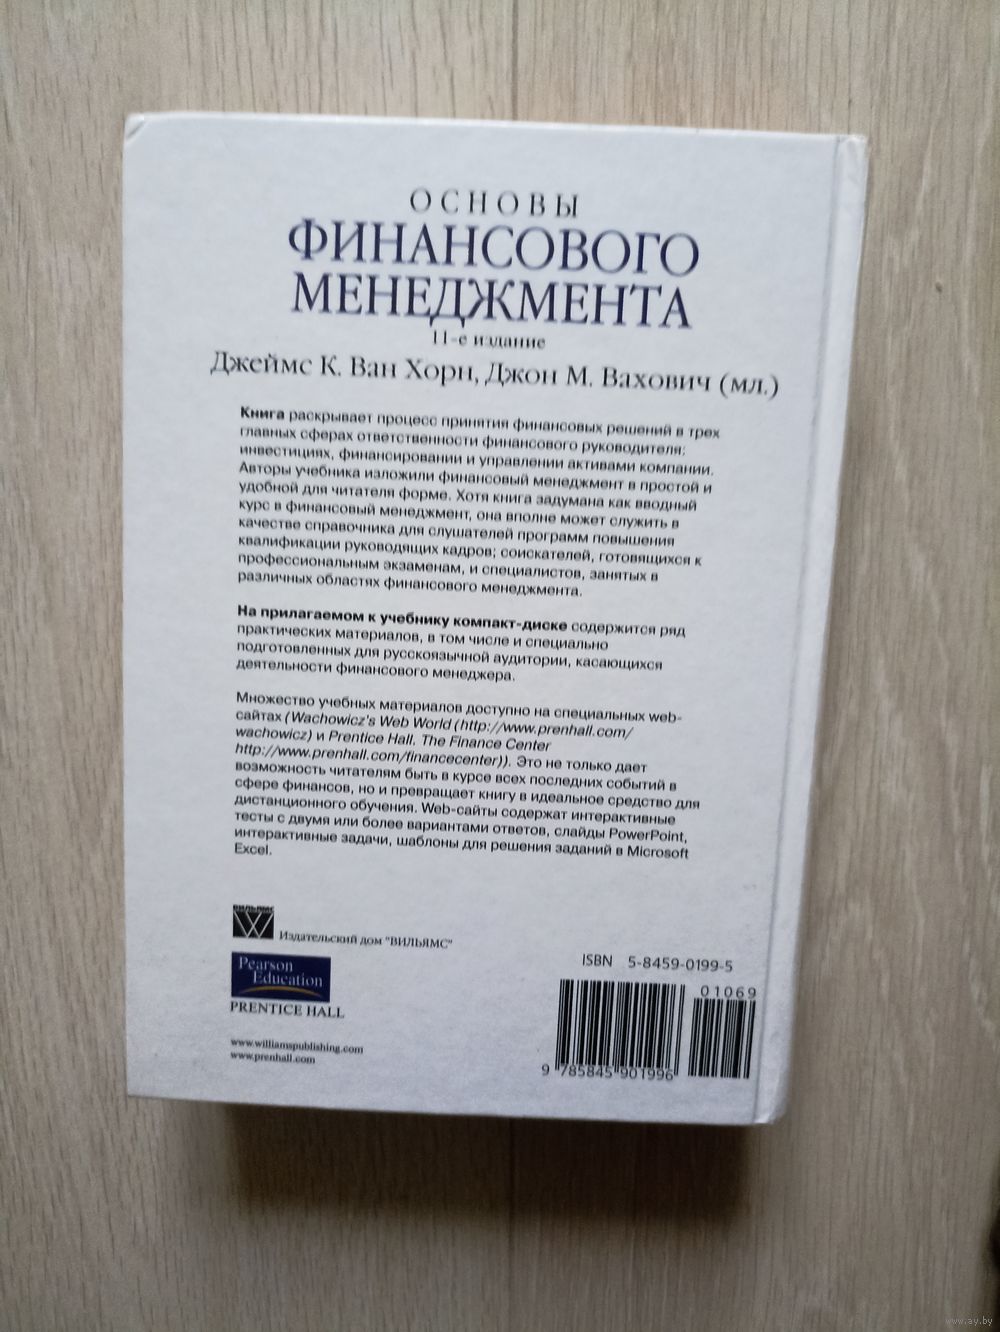 ОСНОВЫ
ФИНАНСОВОГО
МЕНЕДЖМЕНТА
11-е издание
Джеймс К. Ван Хорн, Джон М. Вахович (мл.)
Книга раскрывает процесс принятия финансовых решений в трех
главных сферах ответственности финансового руководителя:
инвестициях, финансировании и управлении активами компании.
Авторы учебника изложили финансовый менеджмент в простой и
удобной для читателя форме. Хотя книга задумана как вводный
курс в финансовый менеджмент, она вполне может служить в
качестве справочника для слушателей программ повышения
квалификации руководящих кадров; соискателей, готовящихся к
профессиональным экзаменам, и специалистов, занятых в
различных областях финансового менеджмента.
На прилагаемом к учебнику компакт-диске содержится ряд
практических материалов, в том числе и специально
подготовленных для русскоязычной аудитории, касающихся
деятельности финансового менеджера.
Множество учебных материалов доступно на специальных web-
сайтах (Wachowicz's Web World (http://www.prenhall.com/
wachowicz) и Prentice Hall. The Finance Center
http://www.prenhall.com/financecenter)). Это не только дает
возможность читателям быть в курсе всех последних событий в
сфере финансов, но и превращает книгу в идеальное средство для
дистанционного обучения. Web-сайты содержат интерактивные
тесты с двумя или более вариантами ответов, слайды PowerPoint,
интерактивные задачи, шаблоны для решения заданий в Microsoft
Excel.
ВИЛЬЯМС
Издательский дом "ВИЛЬЯМС"
Pearson
Education
PRENTICE HALL
www.williamspublishing.com
www.prenhall.com
ISBN 5-8459-0199-5
01069
9 785845 901996
www.ay.by